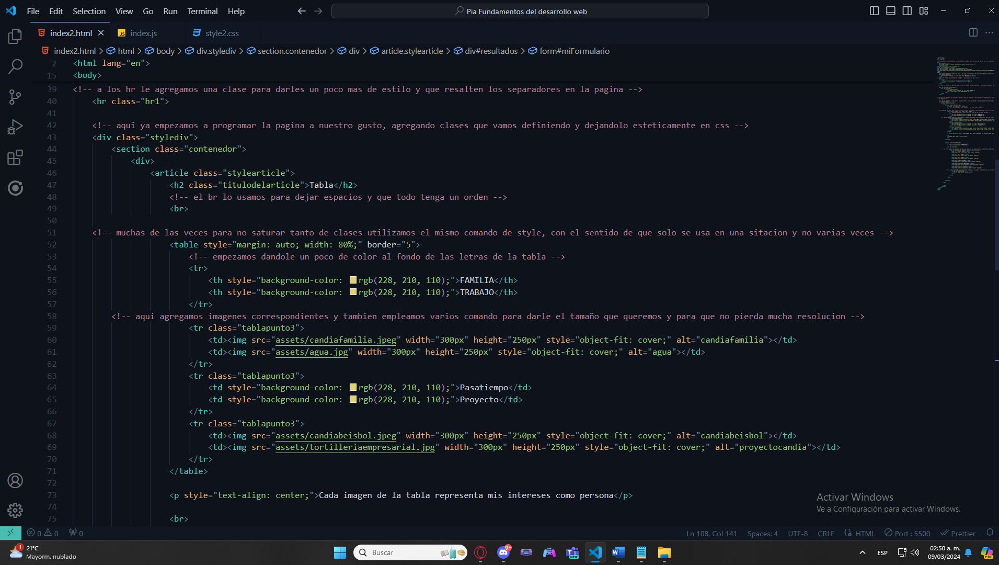 File Edit Selection View Go Run Terminal Help
Pia Fundamentos del desarrollo web
index2.html
index.js
style2.css
index2.html > html > body > div.stylediv > section.contenedor > div > article.stylearticle > div#resultados > form#miFormulario
2 <html lang="en">
15 <body>
39 <!-- a los hr le agregamos una clase para darles un poco mas de estilo y que resalten los separadores en la pagina -->
40 <hr class="hr1">
41
42 <!-- aqui ya empezamos a programar la pagina a nuestro gusto, agregando clases que vamos definiendo y dejandolo esteticamente en css -->
43 <div class="stylediv">
44 <section class="contenedor">
45 <div>
46 <article class="stylearticle">
47 <h2 class="titulodelarticle">Tabla</h2>
48 <!-- el br lo usamos para dejar espacios y que todo tenga un orden -->
49 <br>
50
51 <!-- muchas de las veces para no saturar tanto de clases utilizamos el mismo comando de style, con el sentido de que solo se usa en una sitacion y no varias veces -->
52 <table style="margin: auto; width: 80%;" border="5">
53 <!-- empezamos dandole un poco de color al fondo de las letras de la tabla -->
54 <tr>
55 <th style="background-color: rgb(228, 210, 110);">FAMILIA</th>
56 <th style="background-color: rgb(228, 210, 110);">TRABAJO</th>
57 </tr>
58 <!-- aqui agregamos imagenes correspondientes y tambien empleamos varios comando para darle el tamaño que queremos y para que no pierda mucha resolucion -->
59 <tr class="tablapunto3">
60 <td><img src="assets/candiafamilia.jpeg" width="300px" height="250px" style="object-fit: cover;" alt="candiafamilia"></td>
61 <td><img src="assets/agua.jpg" width="300px" height="250px" style="object-fit: cover;" alt="agua"></td>
62 </tr>
63 <tr class="tablapunto3">
64 <td style="background-color: rgb(228, 210, 110);">Pasatiempo</td>
65 <td style="background-color: rgb(228, 210, 110);">Proyecto</td>
66 </tr>
67 <tr class="tablapunto3">
68 <td><img src="assets/candiabeisbol.jpeg" width="300px" height="250px" style="object-fit: cover;" alt="candiabeisbol"></td>
69 <td><img src="assets/tortilleriaempresarial.jpg" width="300px" height="250px" style="object-fit: cover;" alt="proyectocandia"></td>
70 </tr>
71 </table>
72
73 <p style="text-align: center;">Cada imagen de la tabla representa mis intereses como persona</p>
74
75 <br>
Activar Windows
Ve a Configuración para activar Windows.
0 0 0
Ln 108, Col 141 Spaces: 4 UTF-8 CRLF HTML Port : 5500 Prettier
1
21°C
Mayorm. nublado
Buscar
9+
NEW
ESP
02:50 a. m.
09/03/2024
PRE